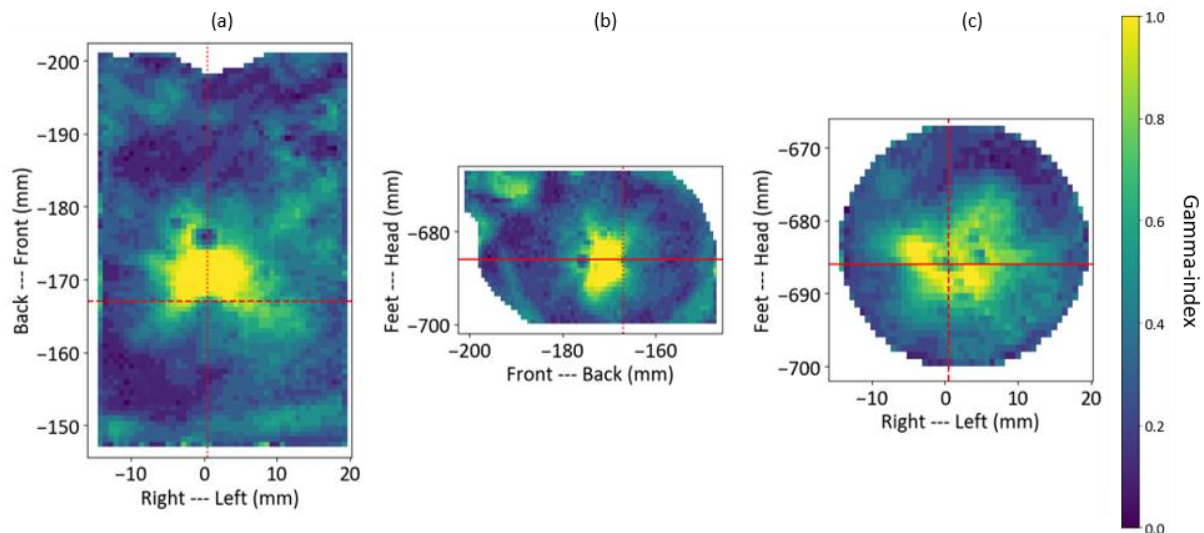 (a)
(b)
(c)
−200
−190
−180
−170
−160
−150
Back --- Front (mm)
−10
0
10
20
Right --- Left (mm)
−680
−700
Feet --- Head (mm)
−200
−180
−160
Front --- Back (mm)
−670
−680
−690
−700
Feet --- Head (mm)
−10
0
10
20
Right --- Left (mm)
1.0
0.8
0.6
0.4
0.2
0.0
Gamma-index